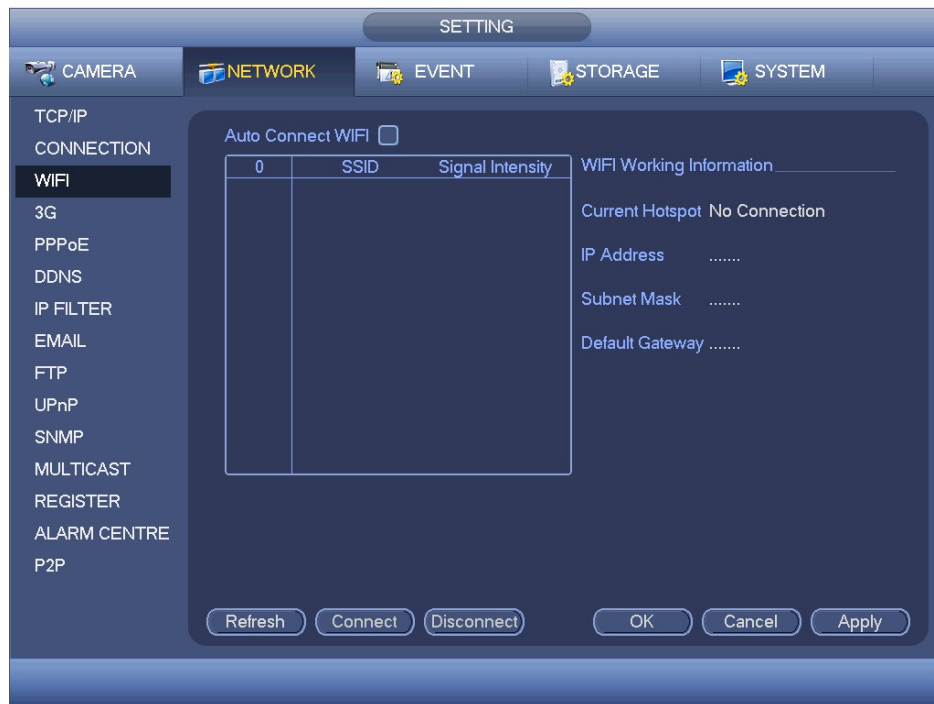 SETTING
CAMERA NETWORK EVENT STORAGE SYSTEM
TCP/IP
CONNECTION
WIFI
3G
PPPoE
DDNS
IP FILTER
EMAIL
FTP
UPnP
SNMP
MULTICAST
REGISTER
ALARM CENTRE
P2P
Auto Connect WIFI
0 SSID Signal Intensity
WIFI Working Information
Current Hotspot No Connection
IP Address .......
Subnet Mask .......
Default Gateway .......
Refresh Connect Disconnect OK Cancel Apply